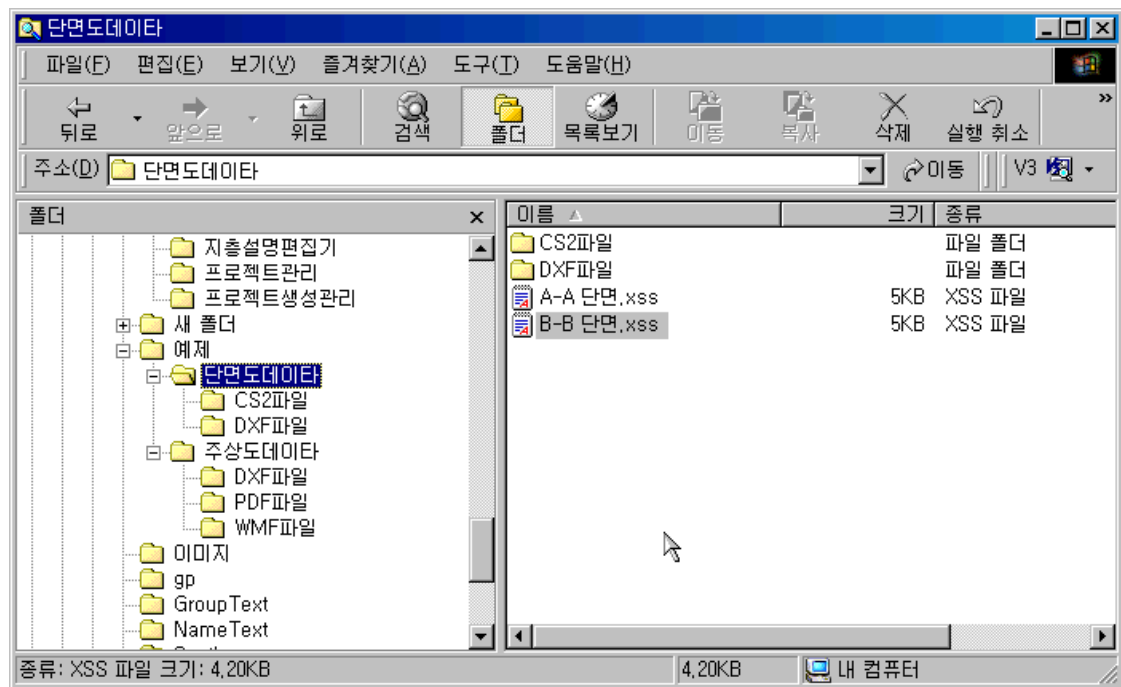 단면도데이타
파일(F) 편집(E) 보기(V) 즐겨찾기(A) 도구(T) 도움말(H)
뒤로 앞으로 위로 검색 폴더 목록보기 이동 복사 삭제 실행 취소 »
주소(D) 단면도데이타 이동 V3
폴더
지층설명편집기
프로젝트관리
프로젝트생성관리
새 폴더
예제
단면도데이타
CS2파일
DXF파일
주상도데이타
DXF파일
PDF파일
WMF파일
이미지
gp
GroupText
NameText
이름 크기 종류
CS2파일 파일 폴더
DXF파일 파일 폴더
A-A 단면.xss 5KB XSS 파일
B-B 단면.xss 5KB XSS 파일
종류: XSS 파일 크기: 4,20KB 4,20KB 내 컴퓨터